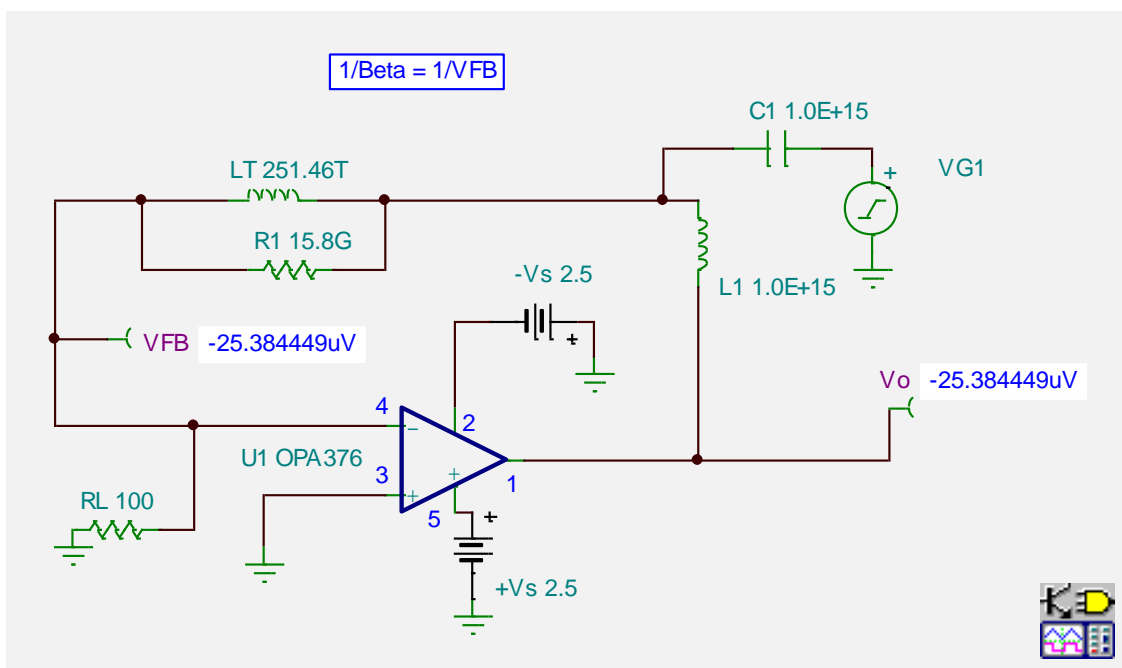 1/Beta = 1/VFB
C1 1.0E+15
LT 251.46T
VG1
+
R1 15.8G
-Vs 2.5
L1 1.0E+15
+
VFB -25.384449uV
Vo -25.384449uV
4
2
−
U1 OPA376
3
+
1
+
RL 100
5
+
+Vs 2.5